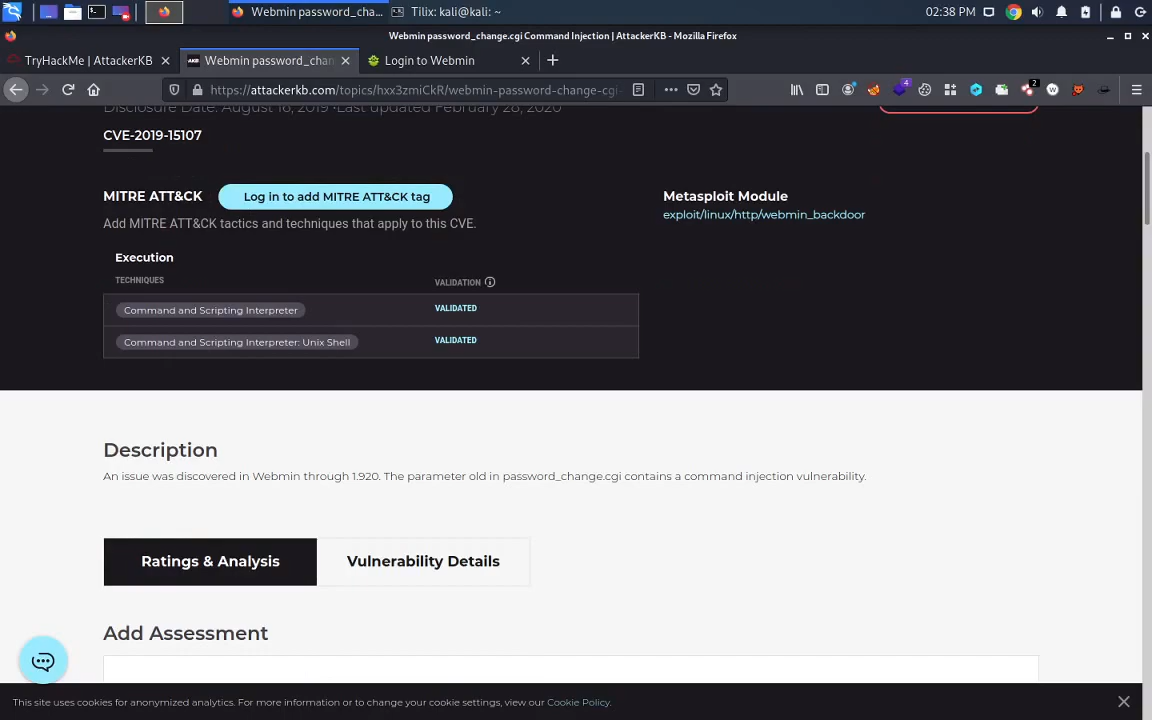 Webmin password_cha...
Tilix: kali@kali: ~
02:38 PM
Webmin password_change.cgi Command Injection | AttackerKB - Mozilla Firefox
TryHackMe | AttackerKB
Webmin password_chan
Login to Webmin
https://attackerkb.com/topics/hxx3zmiCkR/webmin-password-change-cgi-
4
2
Disclosure Date: August 16, 2019 •Last updated February 28, 2020
CVE-2019-15107
MITRE ATT&CK
Log in to add MITRE ATT&CK tag
Metasploit Module
exploit/linux/http/webmin_backdoor
Add MITRE ATT&CK tactics and techniques that apply to this CVE.
Execution
TECHNIQUES
VALIDATION
Command and Scripting Interpreter
VALIDATED
Command and Scripting Interpreter: Unix Shell
VALIDATED
Description
An issue was discovered in Webmin through 1.920. The parameter old in password_change.cgi contains a command injection vulnerability.
Ratings & Analysis
Vulnerability Details
Add Assessment
This site uses cookies for anonymized analytics. For more information or to change your cookie settings, view our Cookie Policy.